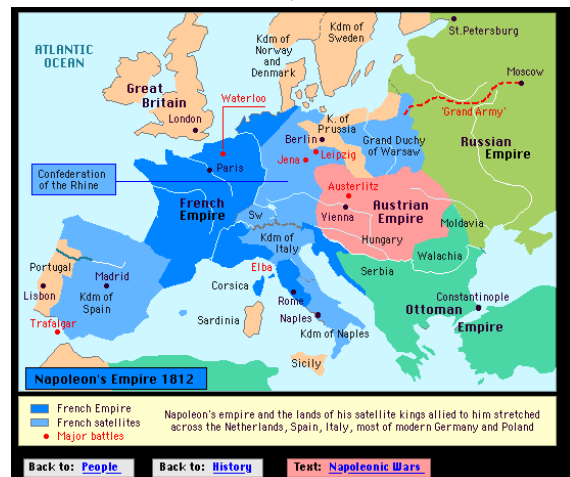 Kdm of
Sweden
St.Petersburg
ATLANTIC
OCEAN
Kdm of
Norway
and
Denmark
Moscow
Great
Britain
Waterloo
'Grand Army'
London
K. of
Prussia
Berlin
Leipzig
Grand Duchy
of Warsaw
Russian
Empire
Jena
Paris
Confederation
of the Rhine
Austerlitz
French
Empire
Austrian
Empire
Vienna
Sw
Moldavia
Hungary
Kdm of
Italy
Walachia
Portugal
Elba
Serbia
Madrid
Corsica
Lisbon
Kdm of
Spain
Rome
Constantinople
Ottoman
Empire
Sardinia
Naples
Trafalgar
Kdm of Naples
Sicily
Napoleon's Empire 1812
French Empire
French satellites
Major battles
Napoleon's empire and the lands of his satellite kings allied to him stretched
across the Netherlands, Spain, Italy, most of modern Germany and Poland
Back to: People
Back to: History
Text: Napoleonic Wars